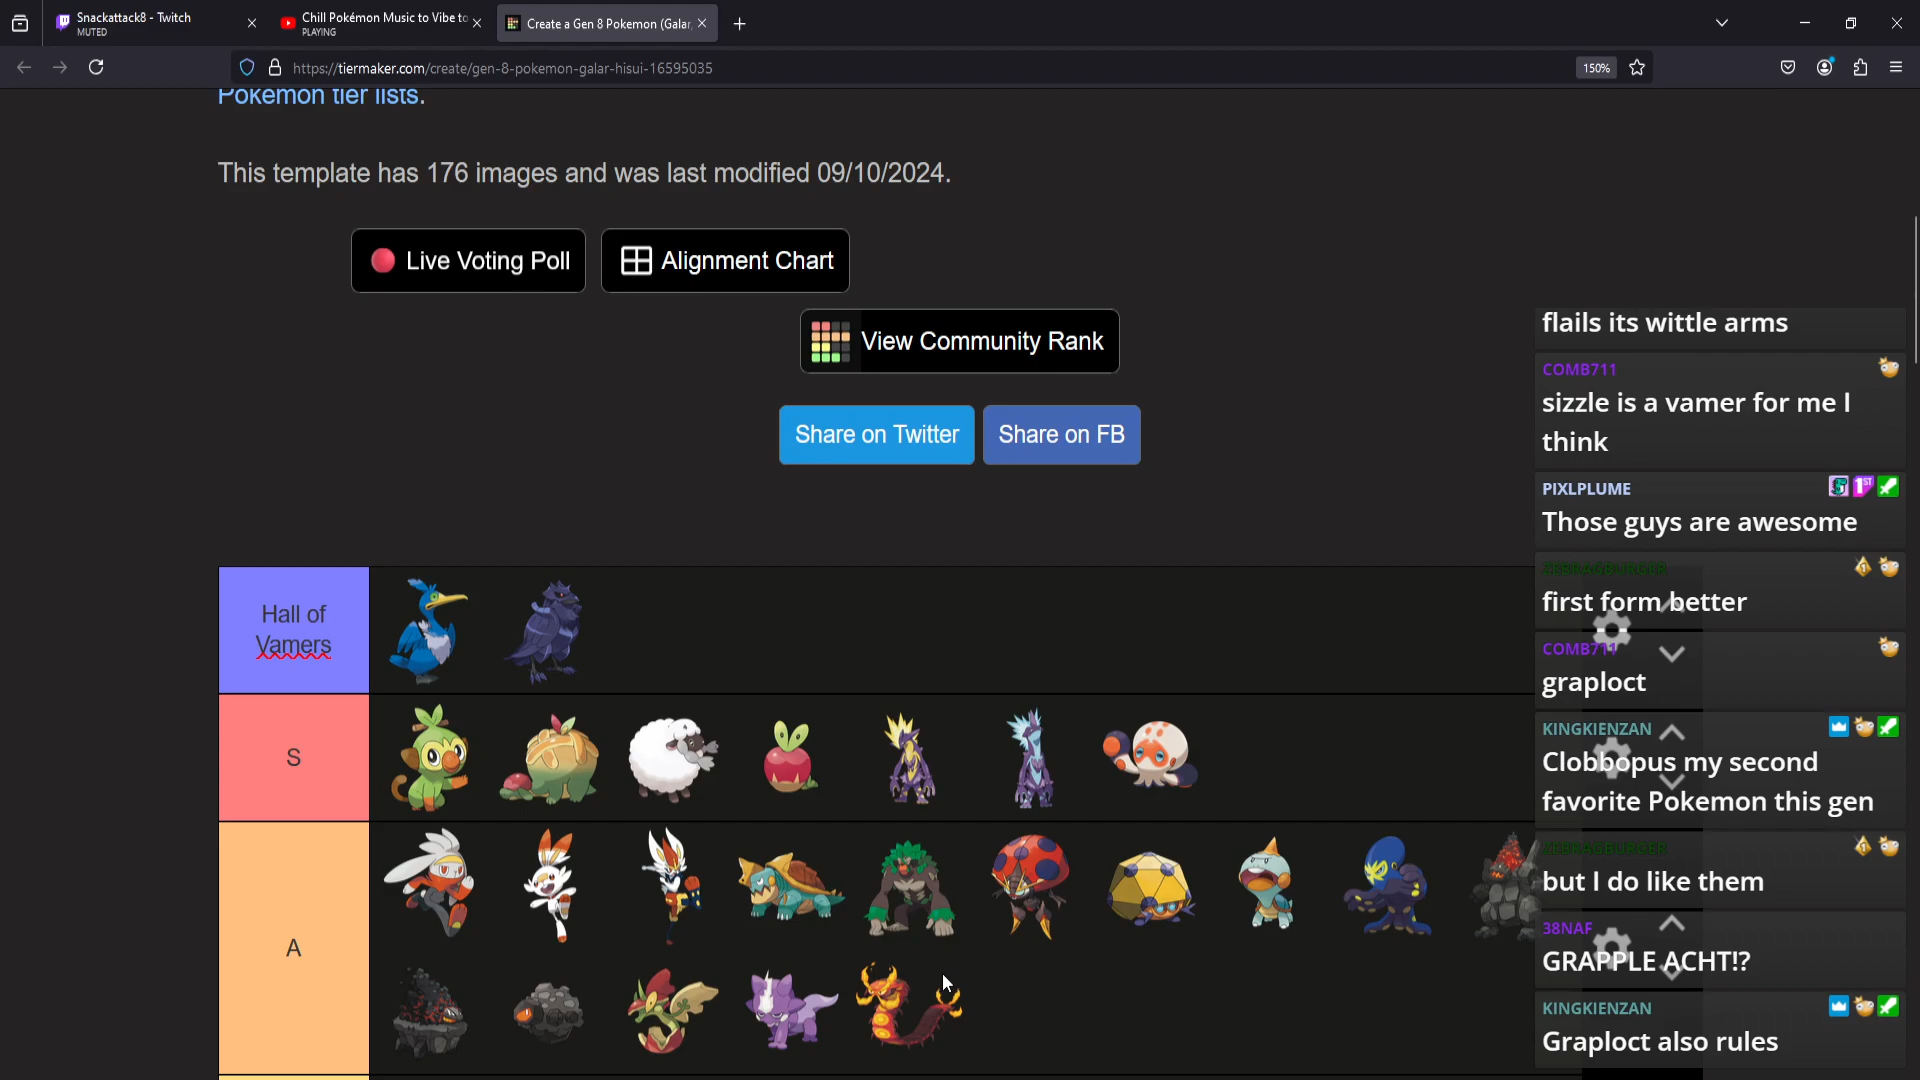 Snackattack8 - Twitch
MUTED
Chill Pokémon Music to Vibe to
PLAYING
Create a Gen 8 Pokemon (Galar,
https://tiermaker.com/create/gen-8-pokemon-galar-hisui-16595035
150%
Pokemon tier lists.
This template has 176 images and was last modified 09/10/2024.
Live Voting Poll
Alignment Chart
View Community Rank
Share on Twitter
Share on FB
Hall of
Vamers
S
A
flails its wittle arms
COMB711
sizzle is a vamer for me I
think
PIXLPLUME
1ST
Those guys are awesome
ZEBRAGBURGER
first form better
COMB711
graploct
KINGKIENZAN
Clobbopus my second
favorite Pokemon this gen
ZEBRAGBURGER
but I do like them
38NAF
GRAPPLE ACHT!?
KINGKIENZAN
Graploct also rules